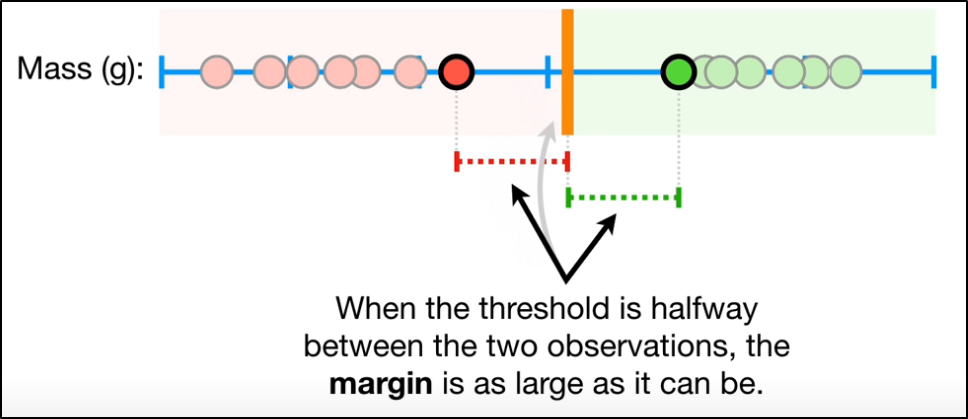 Mass (g):
When the threshold is halfway
between the two observations, the
margin is as large as it can be.